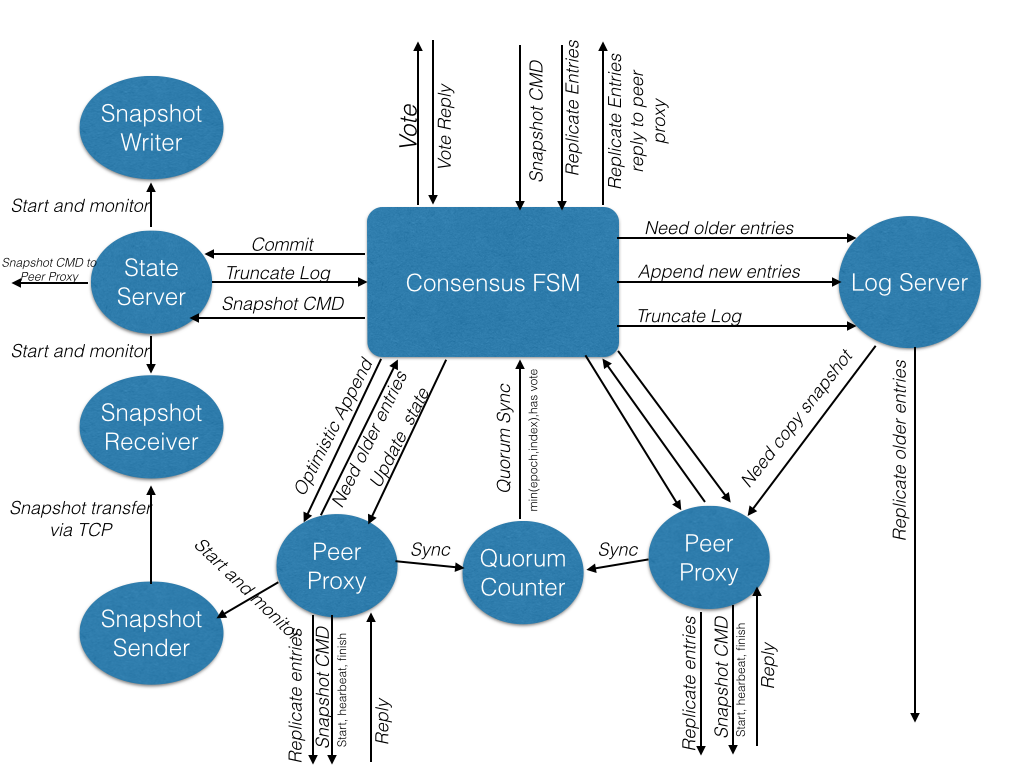 Vote
Vote Reply
Snapshot CMD
Replicate Entries
Replicate Entries
reply to peer
proxy
Snapshot
Writer
Start and monitor
Snapshot CMD to
Peer Proxy
State
Server
Commit
Truncate Log
Snapshot CMD
Consensus FSM
Need older entries
Append new entries
Truncate Log
Log Server
Start and monitor
Snapshot
Receiver
Optimistic Append
Need older entries
Update state
Quorum Sync
min(epoch,index),has vote
Need copy snapshot
Replicate older entries
Snapshot transfer
via TCP
Start and monitor
Peer
Proxy
Sync
Quorum
Counter
Sync
Peer
Proxy
Snapshot
Sender
Replicate entries
Snapshot CMD
Start, hearbeat, finish
Reply
Replicate entries
Snapshot CMD
Start, hearbeat, finish
Reply